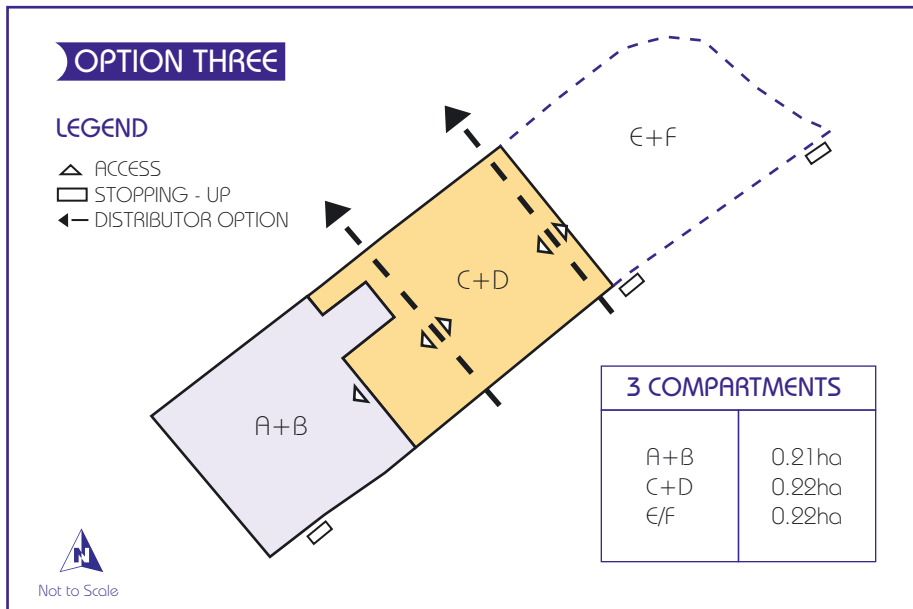 OPTION THREE
LEGEND
ACCESS
STOPPING - UP
DISTRIBUTOR OPTION
E+F
C+D
A+B
3 COMPARTMENTS
A+B 0.21ha
C+D 0.22ha
E/F 0.22ha
N
Not to Scale